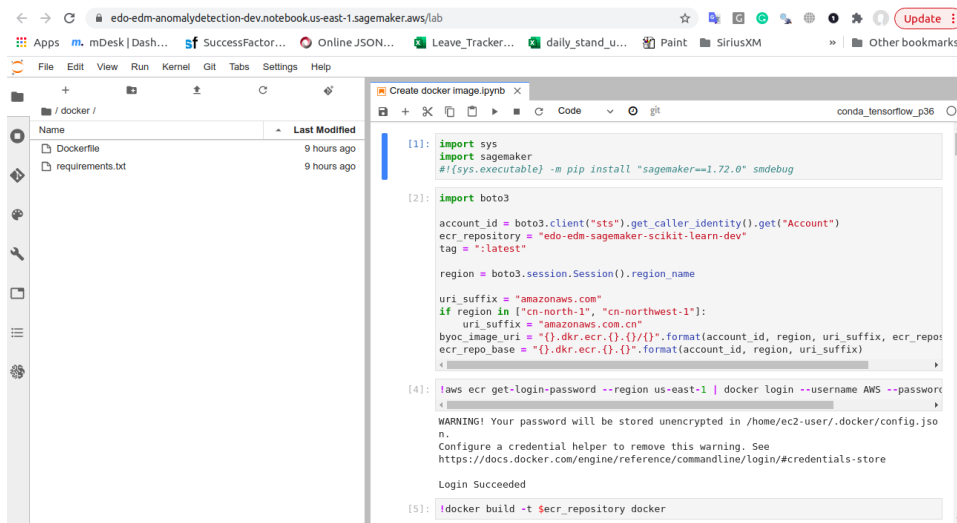 edo-edm-anomalydetection-dev.notebook.us-east-1.sagemaker.aws/lab
Update
Apps
m. mDesk | Dash...
Sf SuccessFactor...
Online JSON...
Leave_Tracker...
daily_stand_u...
Paint
SiriusXM
»
Other bookmarks
File Edit View Run Kernel Git Tabs Settings Help
/ docker /
Name
Last Modified
Dockerfile
9 hours ago
requirements.txt
9 hours ago
Create docker image.ipynb
Code
git
conda_tensorflow_p36
[1]: import sys
import sagemaker
#!{sys.executable} -m pip install "sagemaker==1.72.0" smdebug
[2]: import boto3
account_id = boto3.client("sts").get_caller_identity().get("Account")
ecr_repository = "edo-edm-sagemaker-scikit-learn-dev"
tag = ":latest"
region = boto3.session.Session().region_name
uri_suffix = "amazonaws.com"
if region in ["cn-north-1", "cn-northwest-1"]:
uri_suffix = "amazonaws.com.cn"
byoc_image_uri = "{}.dkr.ecr.{}.{}/{}".format(account_id, region, uri_suffix, ecr_repos
ecr_repo_base = "{}.dkr.ecr.{}.{}".format(account_id, region, uri_suffix)
[4]: !aws ecr get-login-password --region us-east-1 | docker login --username AWS --password
WARNING! Your password will be stored unencrypted in /home/ec2-user/.docker/config.jso
n.
Configure a credential helper to remove this warning. See
https://docs.docker.com/engine/reference/commandline/login/#credentials-store
Login Succeeded
[5]: !docker build -t $ecr_repository docker